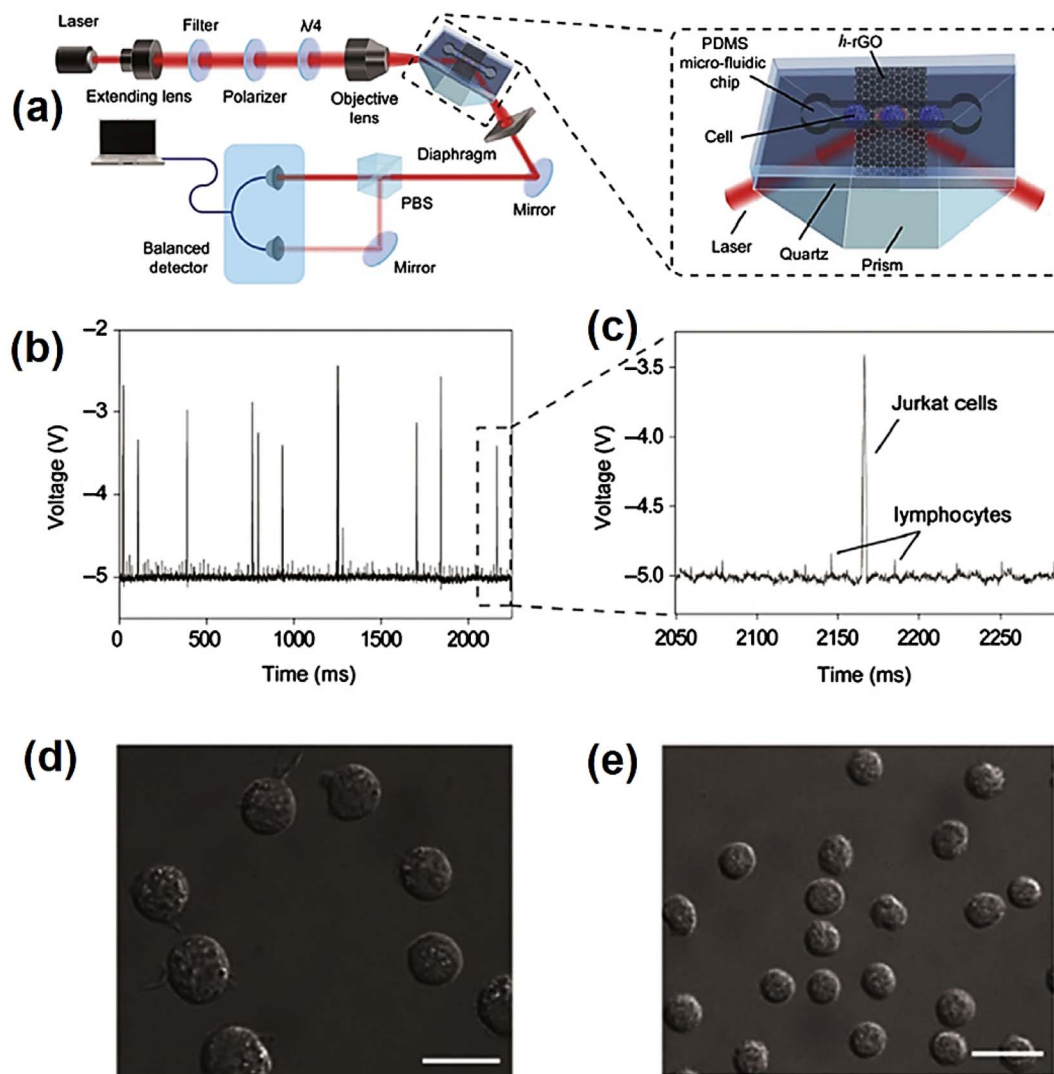 Laser
Filter
λ/4
Extending lens
Polarizer
Objective
lens
(a)
Diaphragm
PBS
Mirror
Balanced
detector
Mirror
h-rGO
PDMS
micro-fluidic
chip
Cell
Laser
Quartz
Prism
(b)
Voltage (V)
–2
–3
–4
–5
0 500 1000 1500 2000
Time (ms)
(c)
Voltage (V)
–3.5
–4.0
–4.5
–5.0
Jurkat cells
lymphocytes
2050 2100 2150 2200 2250
Time (ms)
(d)
(e)